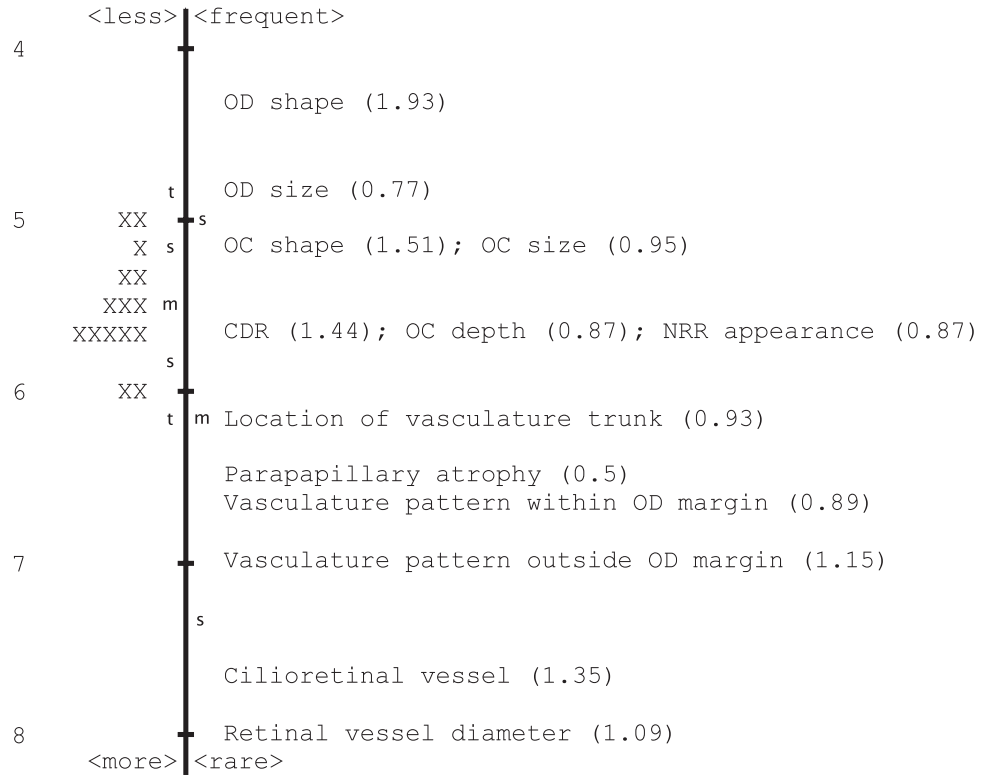 <less> <frequent>
4
OD shape (1.93)
t OD size (0.77)
5 XX s
X s OC shape (1.51); OC size (0.95)
XX
XXX m
XXXXX CDR (1.44); OC depth (0.87); NRR appearance (0.87)
s
6 XX
t m Location of vasculature trunk (0.93)
Parapapillary atrophy (0.5)
Vasculature pattern within OD margin (0.89)
7 Vasculature pattern outside OD margin (1.15)
s
Cilioretinal vessel (1.35)
8 Retinal vessel diameter (1.09)
<more> <rare>